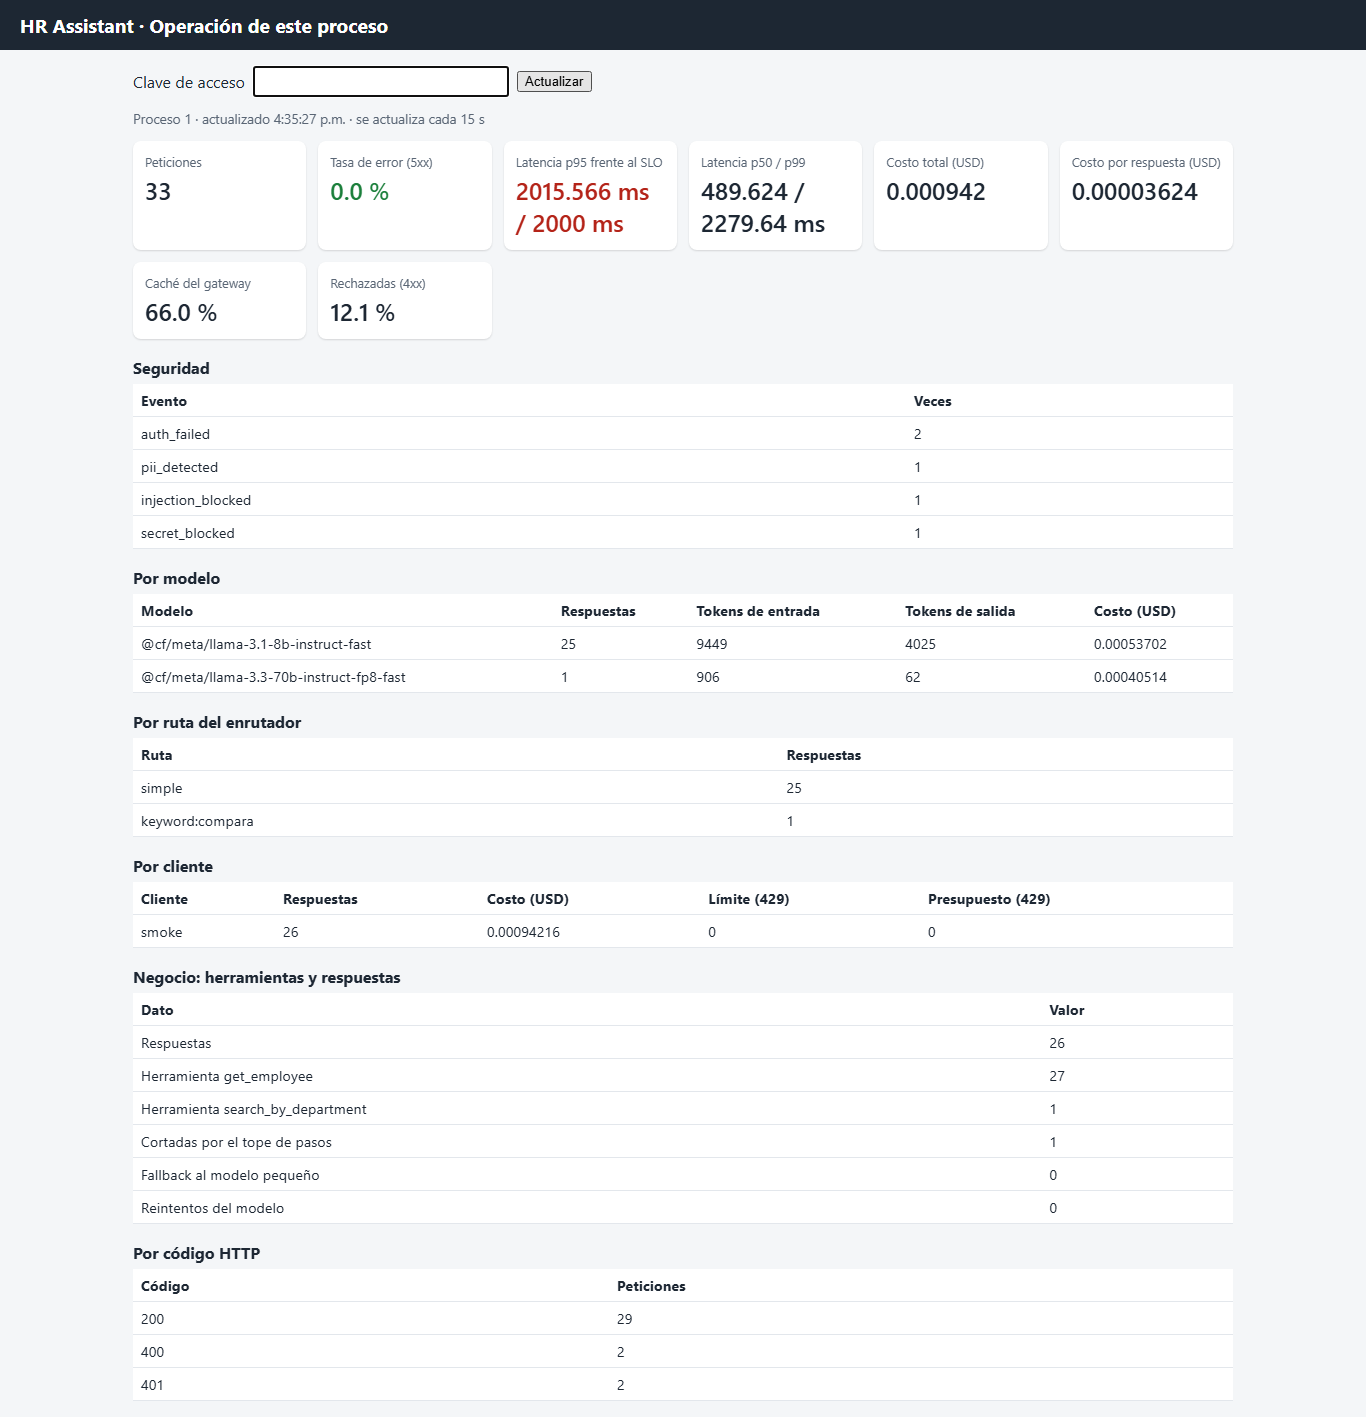 HR Assistant · Operación de este proceso
Clave de acceso Actualizar
Proceso 1 · actualizado 4:35:27 p.m. · se actualiza cada 15 s
Peticiones
33
Tasa de error (5xx)
0.0 %
Latencia p95 frente al SLO
2015.566 ms
/ 2000 ms
Latencia p50 / p99
489.624 /
2279.64 ms
Costo total (USD)
0.000942
Costo por respuesta (USD)
0.00003624
Caché del gateway
66.0 %
Rechazadas (4xx)
12.1 %
Seguridad
Evento Veces
auth_failed 2
pii_detected 1
injection_blocked 1
secret_blocked 1
Por modelo
Modelo Respuestas Tokens de entrada Tokens de salida Costo (USD)
@cf/meta/llama-3.1-8b-instruct-fast 25 9449 4025 0.00053702
@cf/meta/llama-3.3-70b-instruct-fp8-fast 1 906 62 0.00040514
Por ruta del enrutador
Ruta Respuestas
simple 25
keyword:compara 1
Por cliente
Cliente Respuestas Costo (USD) Límite (429) Presupuesto (429)
smoke 26 0.00094216 0 0
Negocio: herramientas y respuestas
Dato Valor
Respuestas 26
Herramienta get_employee 27
Herramienta search_by_department 1
Cortadas por el tope de pasos 1
Fallback al modelo pequeño 0
Reintentos del modelo 0
Por código HTTP
Código Peticiones
200 29
400 2
401 2